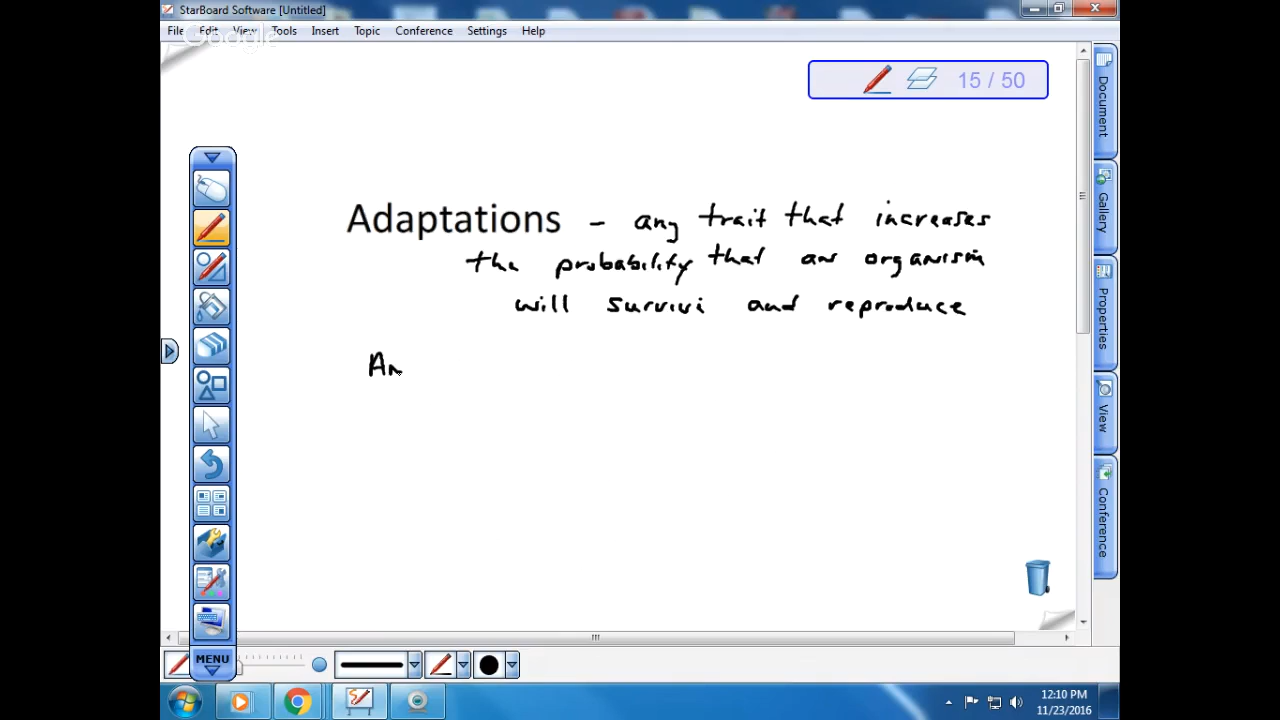 StarBoard Software [Untitled]
File Edit View Tools Insert Topic Conference Settings Help
Google
15 / 50
Document
Gallery
Properties
View
Conference
Adaptations - any trait that increases
the probability that an organism
will survive and reproduce
An
MENU
12:10 PM
11/23/2016